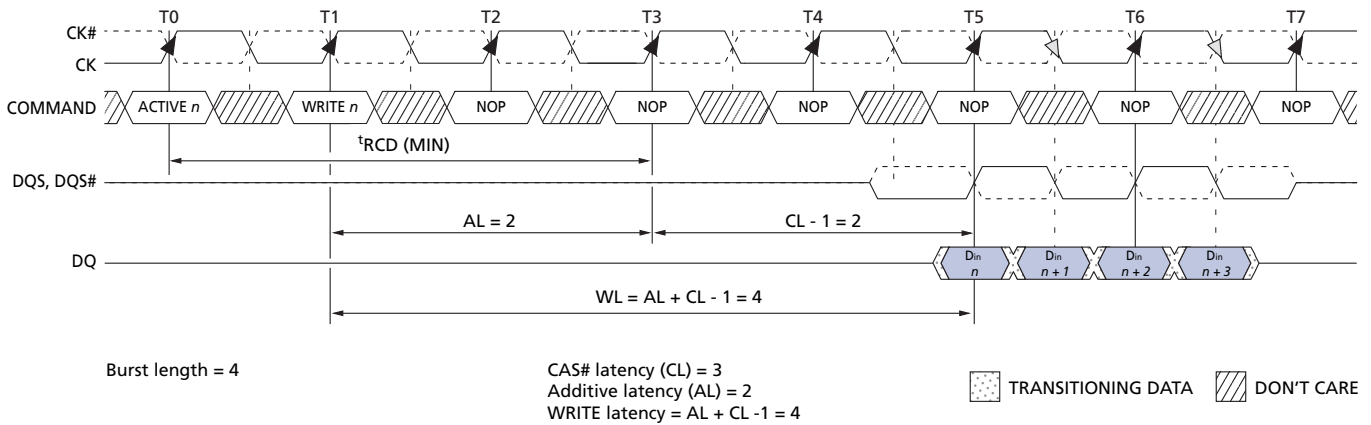 T0 T1 T2 T3 T4 T5 T6 T7
CK#
CK
COMMAND ACTIVE n WRITE n NOP NOP NOP NOP NOP NOP
tRCD (MIN)
DQS, DQS#
AL = 2 CL - 1 = 2
DQ Din n Din n + 1 Din n + 2 Din n + 3
WL = AL + CL - 1 = 4
Burst length = 4
CAS# latency (CL) = 3
Additive latency (AL) = 2
WRITE latency = AL + CL -1 = 4
TRANSITIONING DATA DON'T CARE